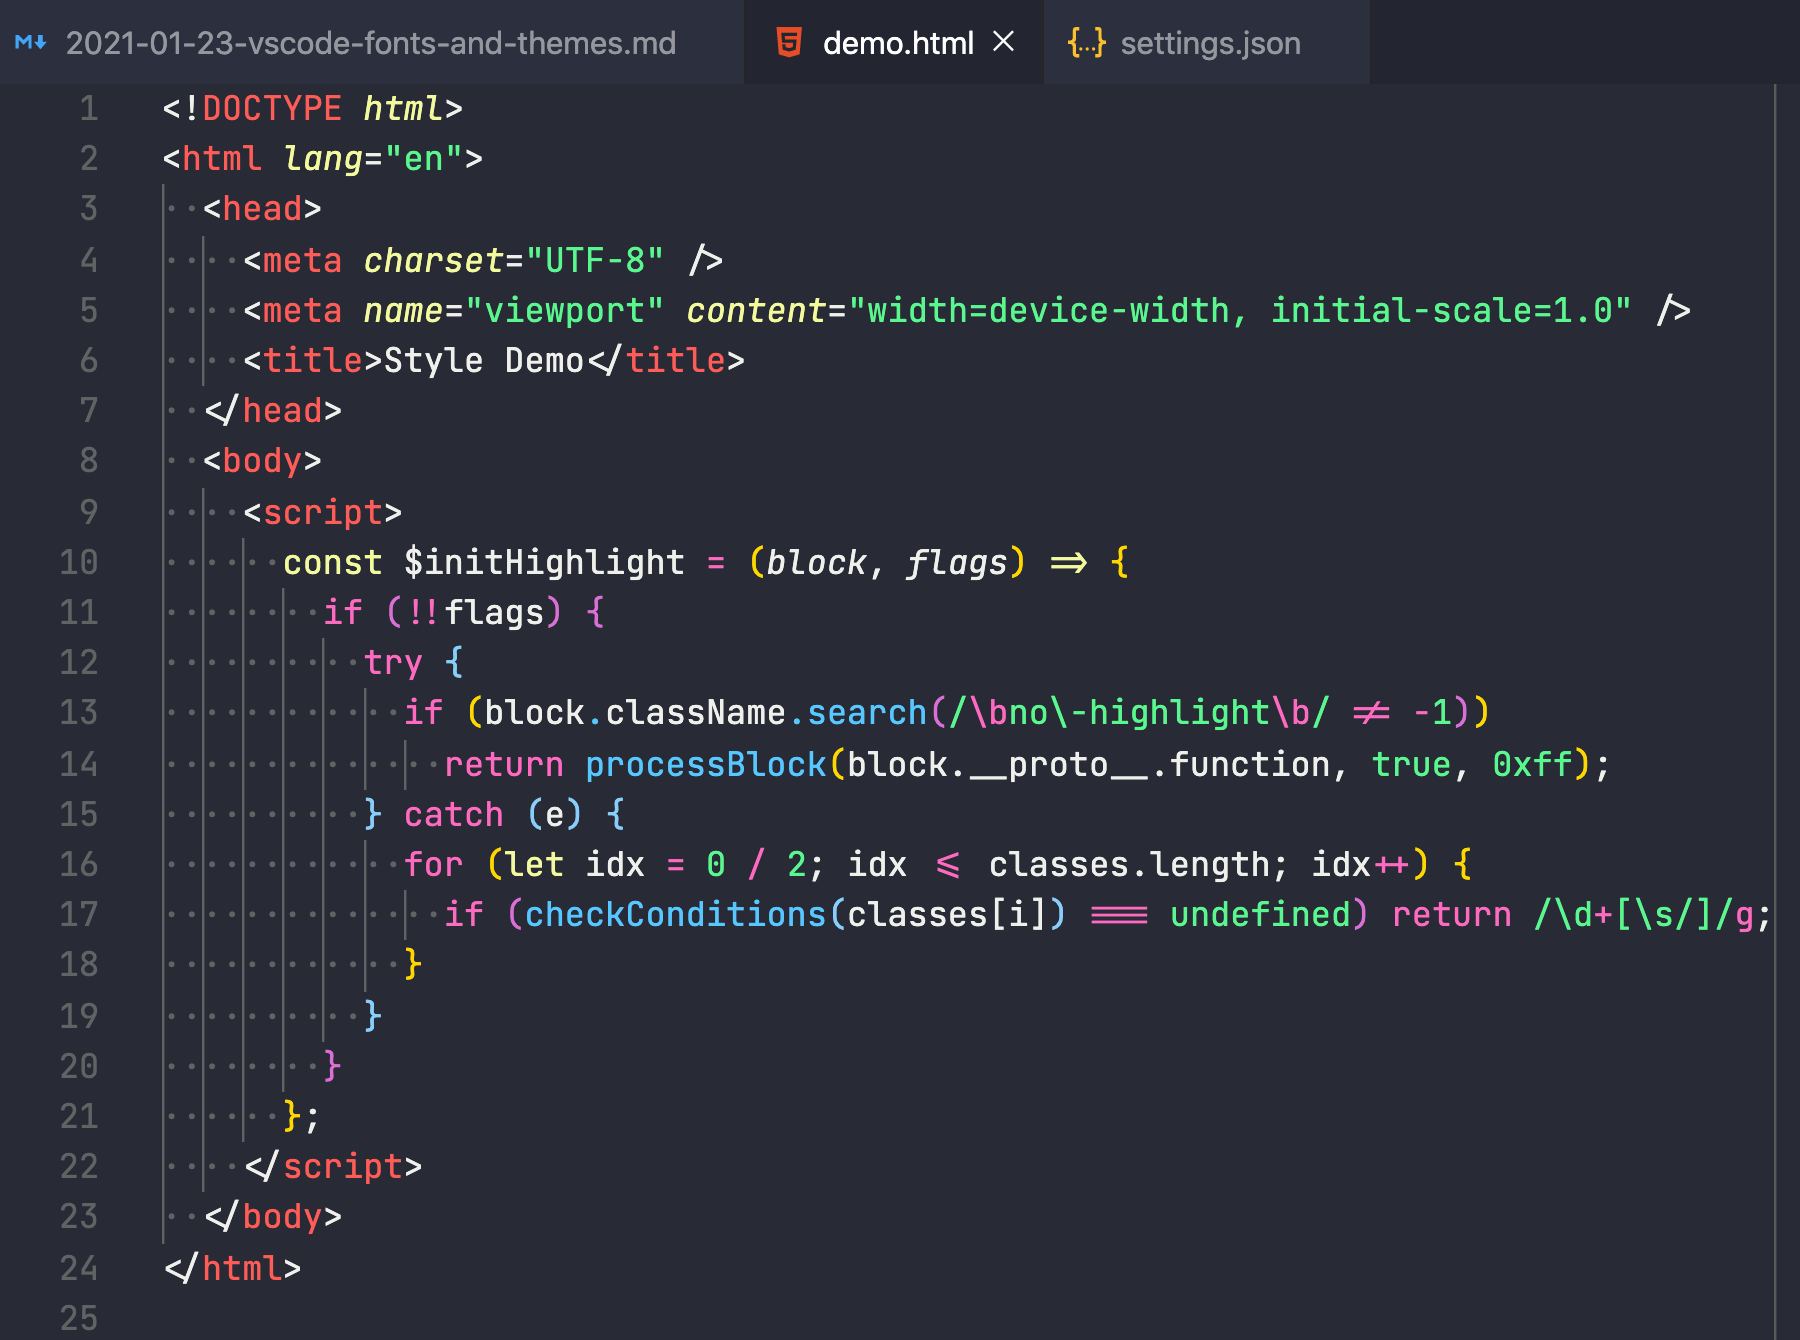 2021-01-23-vscode-fonts-and-themes.md demo.html settings.json
1 <!DOCTYPE html>
2 <html lang="en">
3 <head>
4 <meta charset="UTF-8" />
5 <meta name="viewport" content="width=device-width, initial-scale=1.0" />
6 <title>Style Demo</title>
7 </head>
8 <body>
9 <script>
10 const $initHighlight = (block, flags) => {
11 if (!!flags) {
12 try {
13 if (block.className.search(/\bno\-highlight\b/ != -1))
14 return processBlock(block.__proto__.function, true, 0xff);
15 } catch (e) {
16 for (let idx = 0 / 2; idx <= classes.length; idx++) {
17 if (checkConditions(classes[i]) === undefined) return /\d+[\s/]/g;
18 }
19 }
20 }
21 };
22 </script>
23 </body>
24 </html>
25